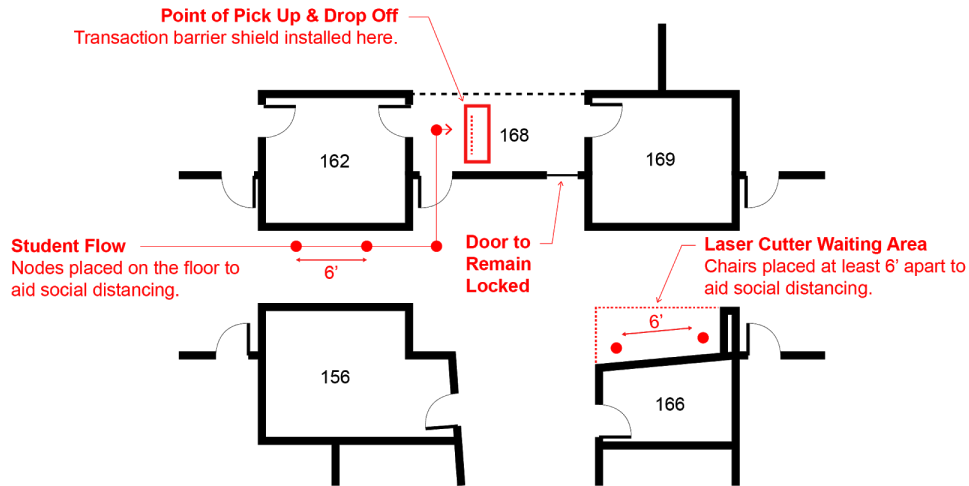 Point of Pick Up & Drop Off
Transaction barrier shield installed here.
162
168
169
Student Flow
Nodes placed on the floor to
aid social distancing.
6'
Door to
Remain
Locked
Laser Cutter Waiting Area
Chairs placed at least 6' apart to
aid social distancing.
6'
156
166